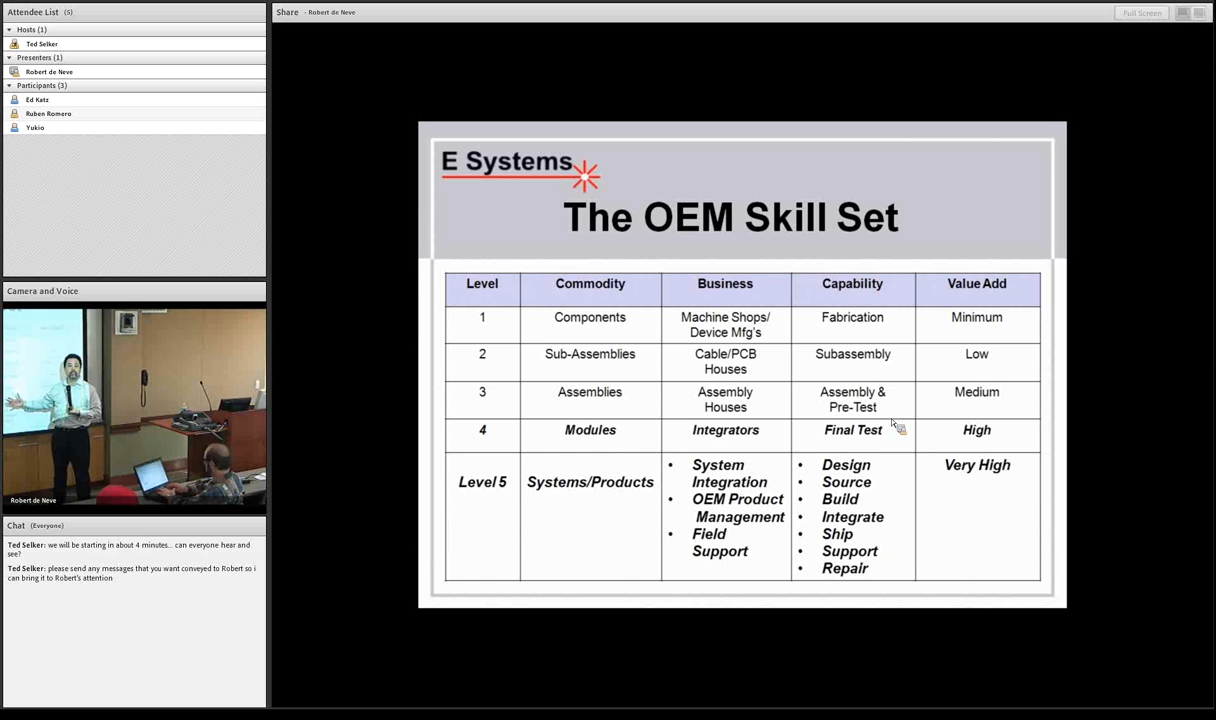 Attendee List (5)
Hosts (1)
Ted Selker
Presenters (1)
Robert de Neve
Participants (3)
Ed Katz
Ruben Romero
Yukio
Camera and Voice
Robert de Neve
Chat (Everyone)
Ted Selker: we will be starting in about 4 minutes... can everyone hear and
see?
Ted Selker: please send any messages that you want conveyed to Robert so i
can bring it to Robert's attention
Share - Robert de Neve
Full Screen
E Systems
The OEM Skill Set
Level Commodity Business Capability Value Add
1 Components Machine Shops/ Fabrication Minimum
Device Mfg's
2 Sub-Assemblies Cable/PCB Subassembly Low
Houses
3 Assemblies Assembly Assembly & Medium
Houses Pre-Test
4 Modules Integrators Final Test High
Level 5 Systems/Products
• System
Integration
• OEM Product
Management
• Field
Support
• Design
• Source
• Build
• Integrate
• Ship
• Support
• Repair
Very High